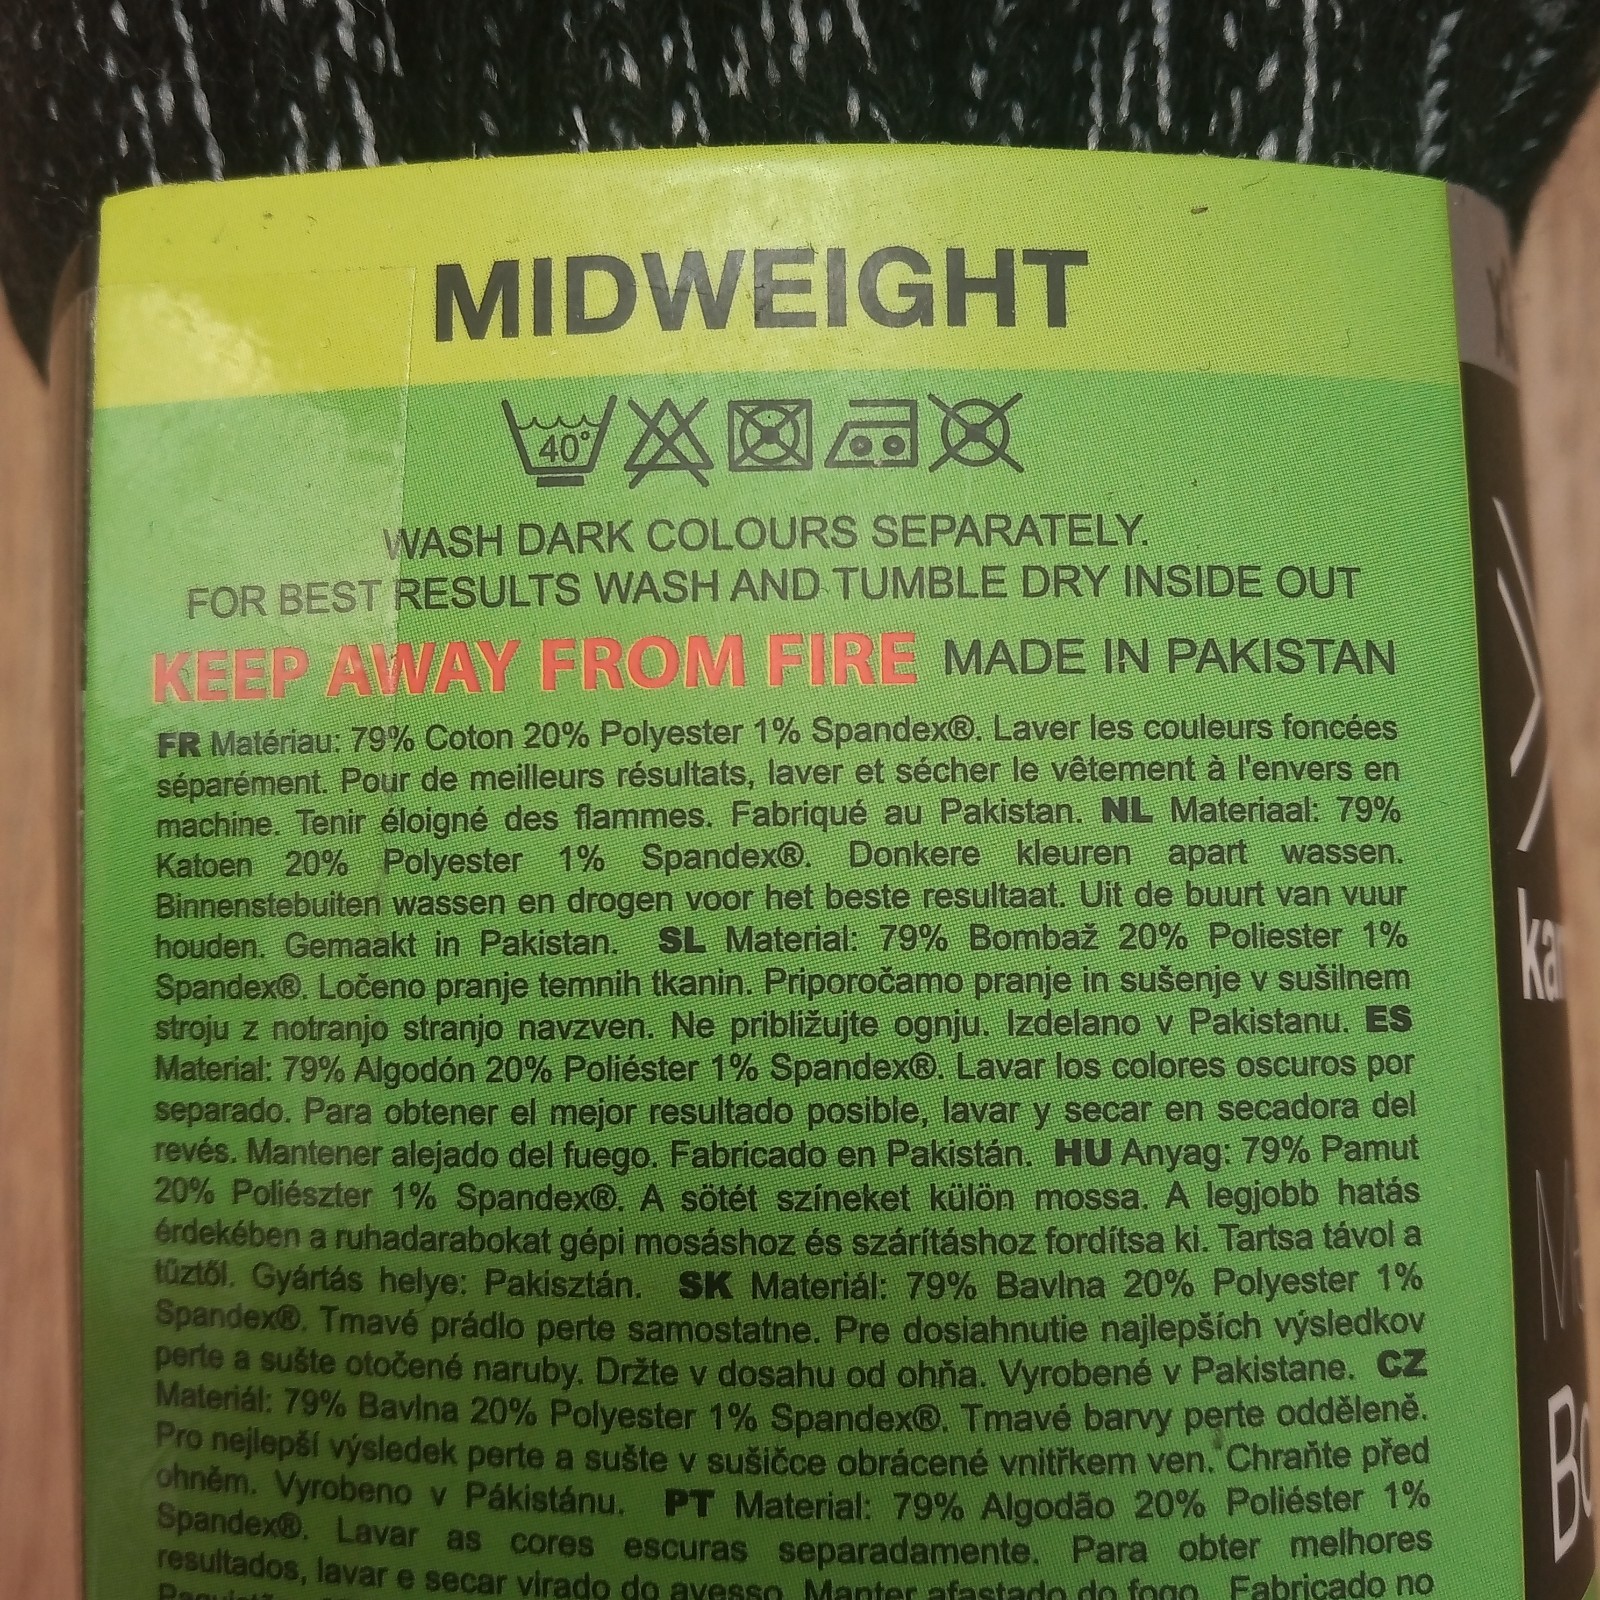 MIDWEIGHT
40°
WASH DARK COLOURS SEPARATELY.
FOR BEST RESULTS WASH AND TUMBLE DRY INSIDE OUT
KEEP AWAY FROM FIRE MADE IN PAKISTAN
FR Matériau: 79% Coton 20% Polyester 1% Spandex®. Laver les couleurs foncées
séparément. Pour de meilleurs résultats, laver et sécher le vêtement à l'envers en
machine. Tenir éloigné des flammes. Fabriqué au Pakistan. NL Materiaal: 79%
Katoen 20% Polyester 1% Spandex®. Donkere kleuren apart wassen.
Binnenstebuiten wassen en drogen voor het beste resultaat. Uit de buurt van vuur
houden. Gemaakt in Pakistan. SL Material: 79% Bombaž 20% Poliester 1%
Spandex®. Ločeno pranje temnih tkanin. Priporočamo pranje in sušenje v sušilnem
stroju z notranjo stranjo navzven. Ne približujte ognju. Izdelano v Pakistanu. ES
Material: 79% Algodón 20% Poliéster 1% Spandex®. Lavar los colores oscuros por
separado. Para obtener el mejor resultado posible, lavar y secar en secadora del
revés. Mantener alejado del fuego. Fabricado en Pakistán. HU Anyag: 79% Pamut
20% Poliészter 1% Spandex®. A sötét színeket külön mossa. A legjobb hatás
érdekében a ruhadarabokat gépi mosáshoz és szárításhoz fordítsa ki. Tartsa távol a
tűztől. Gyártás helye: Pakisztán. SK Materiál: 79% Bavlna 20% Polyester 1%
Spandex®. Tmavé prádlo perte samostatne. Pre dosiahnutie najlepších výsledkov
perte a sušte otočené naruby. Držte v dosahu od ohňa. Vyrobené v Pakistane. CZ
Materiál: 79% Bavlna 20% Polyester 1% Spandex®. Tmavé barvy perte odděleně.
Pro nejlepší výsledek perte a sušte v sušičce obrácené vnitřkem ven. Chraňte před
ohněm. Vyrobeno v Pákistánu. PT Material: 79% Algodão 20% Poliéster 1%
Spandex®. Lavar as cores escuras separadamente. Para obter melhores
resultados, lavar e secar virado do avesso. Manter afastado do fogo. Fabricado no